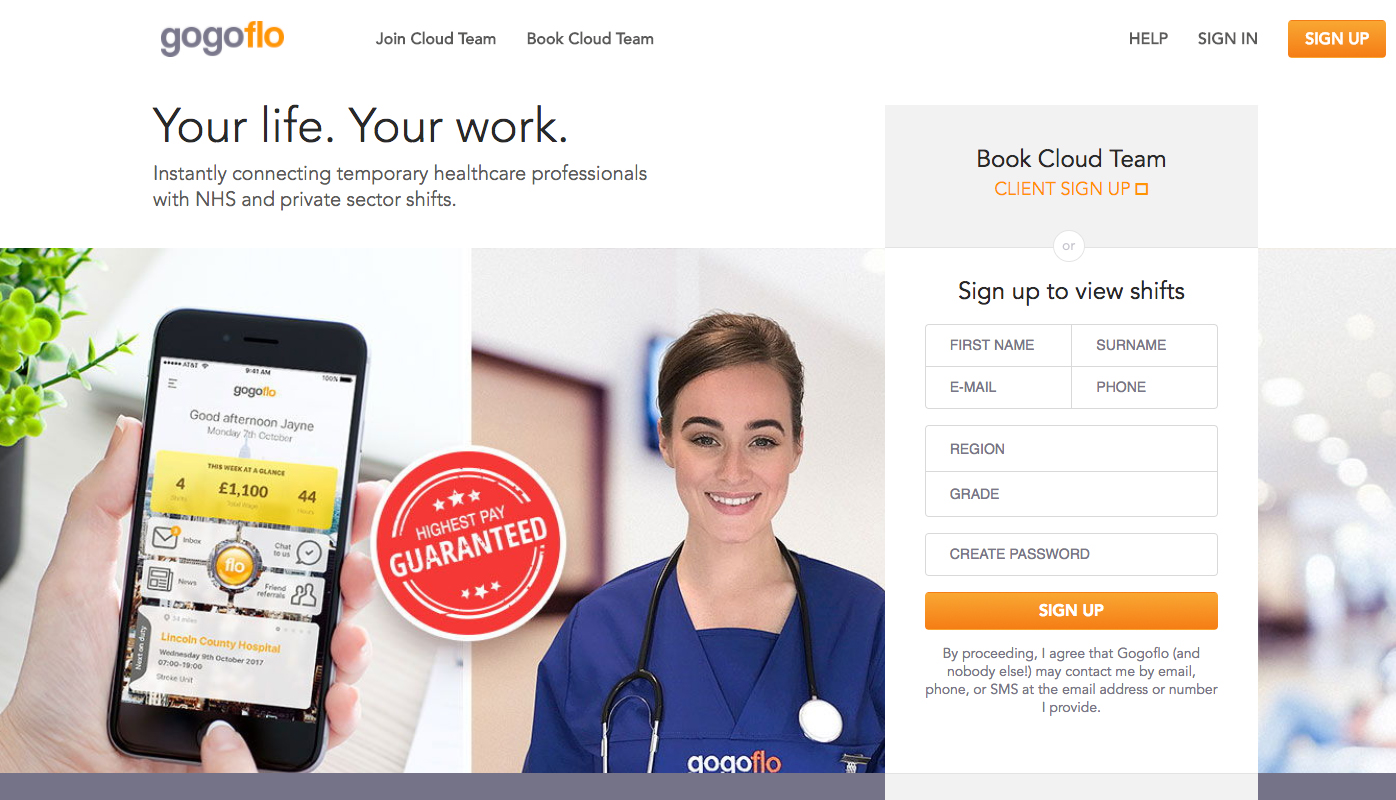 gogoflo
Join Cloud Team
Book Cloud Team
HELP
SIGN IN
SIGN UP
Your life. Your work.
Instantly connecting temporary healthcare professionals
with NHS and private sector shifts.
Book Cloud Team
CLIENT SIGN UP
or
Sign up to view shifts
FIRST NAME
SURNAME
E-MAIL
PHONE
REGION
GRADE
CREATE PASSWORD
SIGN UP
By proceeding, I agree that Gogoflo (and
nobody else!) may contact me by email,
phone, or SMS at the email address or number
I provide.
AT&T
9:41 AM
100%
gogoflo
Good afternoon Jayne
Monday 7th October
THIS WEEK AT A GLANCE
4
£1,100
44
Shifts
Total Wage
Hours
Inbox
Chat
to us
flo
News
Friend
referrals
Next on duty
34 miles
Lincoln County Hospital
Wednesday 9th October 2017
07:00-19:00
Stroke Unit
HIGHEST PAY
GUARANTEED
gogoflo